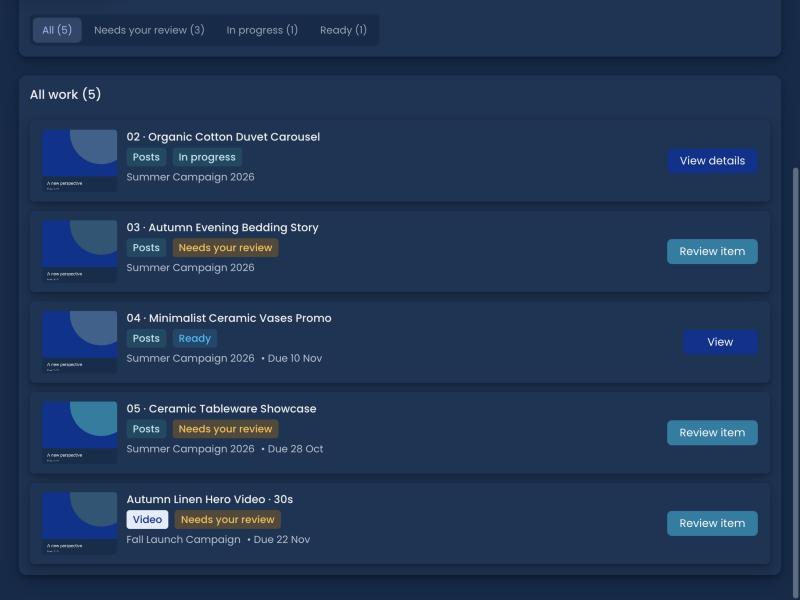 All (5)
Needs your review (3)
In progress (1)
Ready (1)
All work (5)
A new perspective
02 · Organic Cotton Duvet Carousel
Posts
In progress
Summer Campaign 2026
View details
A new perspective
03 · Autumn Evening Bedding Story
Posts
Needs your review
Summer Campaign 2026
Review item
A new perspective
04 · Minimalist Ceramic Vases Promo
Posts
Ready
Summer Campaign 2026 • Due 10 Nov
View
A new perspective
05 · Ceramic Tableware Showcase
Posts
Needs your review
Summer Campaign 2026 • Due 28 Oct
Review item
A new perspective
Autumn Linen Hero Video · 30s
Video
Needs your review
Fall Launch Campaign • Due 22 Nov
Review item